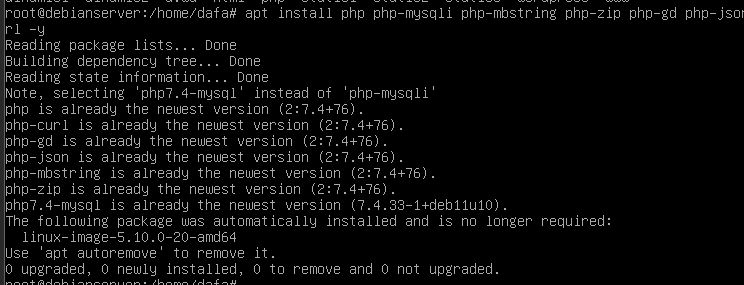 root@debianserver:/home/dafa# apt install php php-mysqli php-mbstring php-zip php-gd php-jso
rl -y
Reading package lists... Done
Building dependency tree... Done
Reading state information... Done
Note, selecting 'php7.4-mysql' instead of 'php-mysqli'
php is already the newest version (2:7.4+76).
php-curl is already the newest version (2:7.4+76).
php-gd is already the newest version (2:7.4+76).
php-json is already the newest version (2:7.4+76).
php-mbstring is already the newest version (2:7.4+76).
php-zip is already the newest version (2:7.4+76).
php7.4-mysql is already the newest version (7.4.33-1+deb11u10).
The following package was automatically installed and is no longer required:
linux-image-5.10.0-20-amd64
Use 'apt autoremove' to remove it.
0 upgraded, 0 newly installed, 0 to remove and 0 not upgraded.
root@debianserver:/home/dafa#